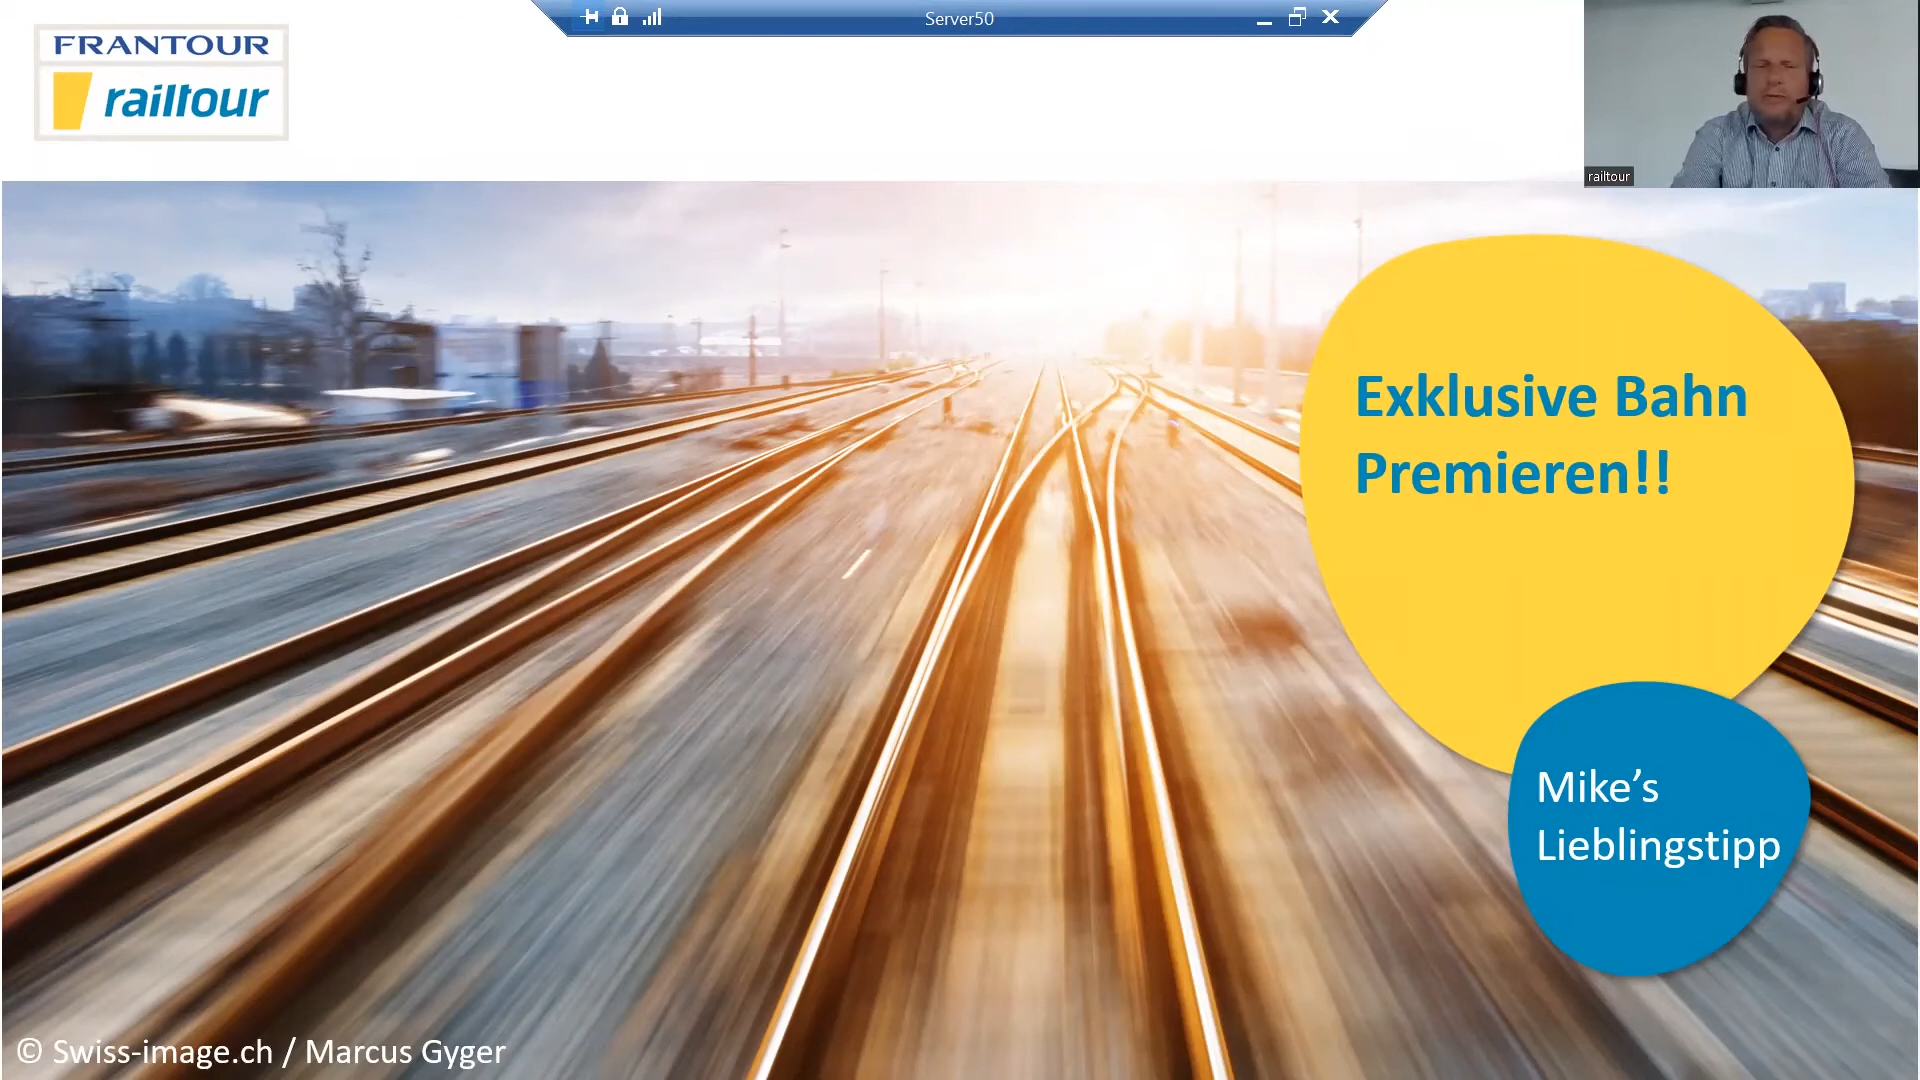 Server50
FRANTOUR
railtour
railtour
Exklusive Bahn
Premieren!!
Mike’s
Lieblingstipp
© Swiss-image.ch / Marcus Gyger